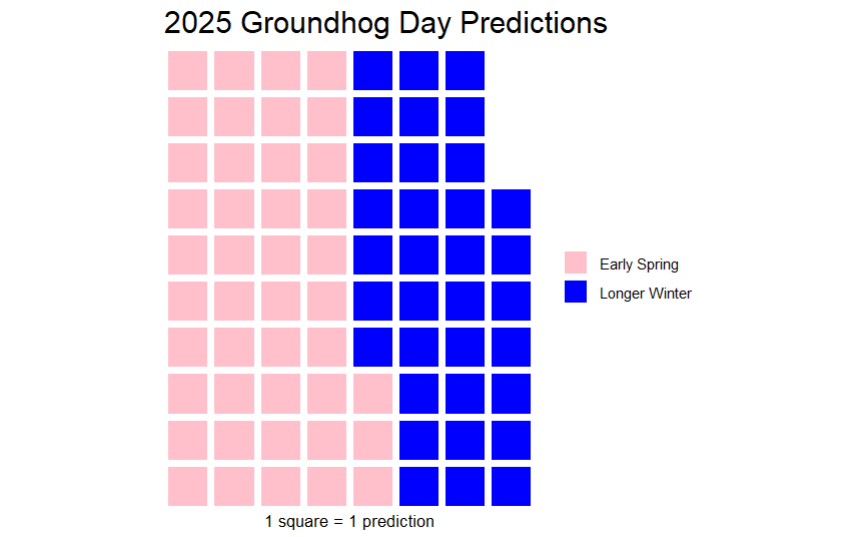 2025 Groundhog Day Predictions
Early Spring
Longer Winter
1 square = 1 prediction